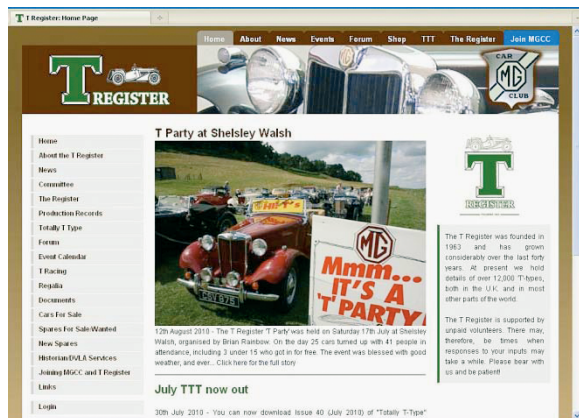 T Register: Home Page
Home About News Events Forum Shop TTT The Register Join MGCC
T REGISTER
CAR
MG
CLUB
Home
About the T Register
News
Committee
The Register
Production Records
Totally T Type
Forum
Event Calendar
T Racing
Regalia
Documents
Cars For Sale
Spares For Sale/Wanted
New Spares
Historian/DVLA Services
Joining MGCC and T Register
Links
Login
T Party at Shelsley Walsh
MG
Mmm...
IT'S A
'T' PARTY!
CSV 975
12th August 2010 - The T Register 'T Party' was held on Saturday 17th July at Shelsley
Walsh, organised by Brian Rainbow. On the day 25 cars turned up with 41 people in
attendance, including 3 under 15 who got in for free. The event was blessed with good
weather, and ever... Click here for the full story
July TTT now out
30th July 2010 - You can now download Issue 40 (July 2010) of "Totally T-Type"
T
REGISTER
The T Register was founded in
1963 and has grown
considerably over the last forty
years. At present we hold
details of over 12,000 'T'-types,
both in the U.K. and in most
other parts of the world.
The T Register is supported by
unpaid volunteers. There may,
therefore, be times when
responses to your inputs may
take a while. Please bear with
us and be patient!